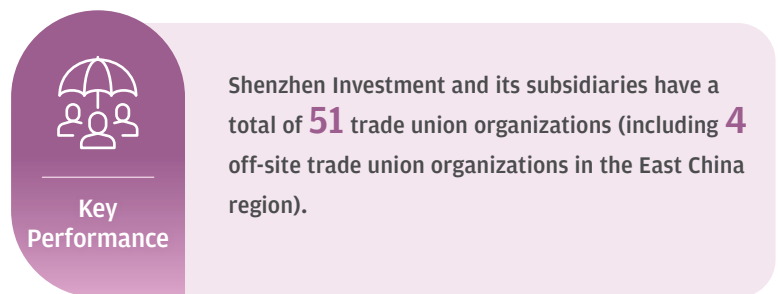 Key
Performance
Shenzhen Investment and its subsidiaries have a
total of 51 trade union organizations (including 4
off-site trade union organizations in the East China
region).